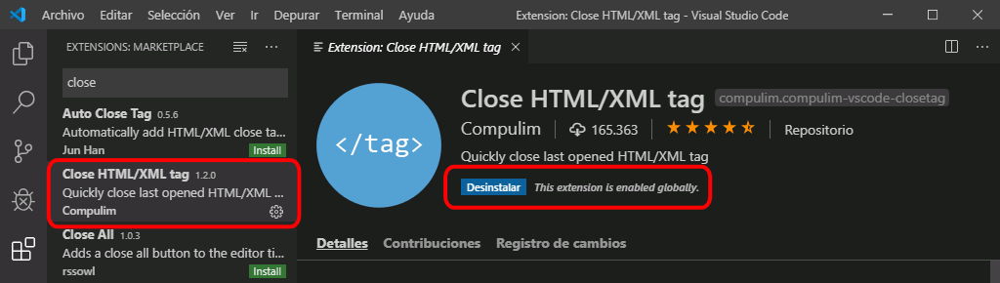 Archivo Editar Selección Ver Ir Depurar Terminal Ayuda Extension: Close HTML/XML tag - Visual Studio Code
EXTENSIONS: MARKETPLACE
close
Auto Close Tag 0.5.6
Automatically add HTML/XML close ta...
Jun Han Install
Close HTML/XML tag 1.2.0
Quickly close last opened HTML/XML ...
Compulim
Close All 1.0.3
Adds a close all button to the editor ti...
rssowl Install
Extension: Close HTML/XML tag
</tag>
Close HTML/XML tag compulim.compulim-vscode-closetag
Compulim 165.363 Repositorio
Quickly close last opened HTML/XML tag
Desinstalar This extension is enabled globally.
Detalles Contribuciones Registro de cambios